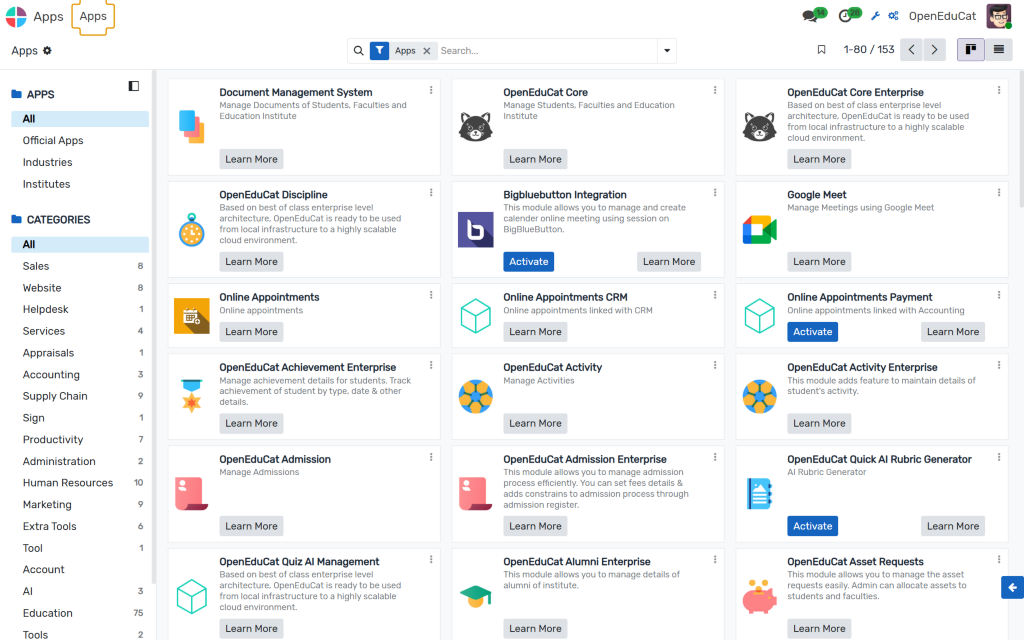 Apps
Apps
14
28
OpenEduCat
Apps
Apps
Search...
1-80 / 153
APPS
All
Official Apps
Industries
Institutes
CATEGORIES
All
Sales 8
Website 8
Helpdesk 1
Services 4
Appraisals 1
Accounting 3
Supply Chain 9
Sign 1
Productivity 7
Administration 2
Human Resources 10
Marketing 9
Extra Tools 6
Tool 1
Account
AI 3
Education 75
Tools 2
Document Management System
Manage Documents of Students, Faculties and
Education Institute
Learn More
OpenEduCat Core
Manage Students, Faculties and Education
Institute
Learn More
OpenEduCat Core Enterprise
Based on best of class enterprise level
architecture, OpenEduCat is ready to be used
from local infrastructure to a highly scalable
cloud environment.
Learn More
OpenEduCat Discipline
Based on best of class enterprise level
architecture, OpenEduCat is ready to be used
from local infrastructure to a highly scalable
cloud environment.
Learn More
Bigbluebutton Integration
This module allows you to manage and create
calender online meeting using session on
BigBlueButton.
Activate
Learn More
Google Meet
Manage Meetings using Google Meet
Learn More
Online Appointments
Online appointments
Learn More
Online Appointments CRM
Online appointments linked with CRM
Learn More
Online Appointments Payment
Online appointments linked with Accounting
Activate
Learn More
OpenEduCat Achievement Enterprise
Manage achievement details for students. Track
achievement of student by type, date & other
details.
Learn More
OpenEduCat Activity
Manage Activities
Learn More
OpenEduCat Activity Enterprise
This module adds feature to maintain details of
student's activity.
Learn More
OpenEduCat Admission
Manage Admissions
Learn More
OpenEduCat Admission Enterprise
This module allows you to manage admission
process efficiently. You can set fees details &
adds constrains to admission process through
admission register.
Learn More
OpenEduCat Quick AI Rubric Generator
AI Rubric Generator
Activate
Learn More
OpenEduCat Quiz AI Management
Based on best of class enterprise level
architecture, OpenEduCat is ready to be used
from local infrastructure to a highly scalable
cloud environment.
Learn More
OpenEduCat Alumni Enterprise
This module allows you to manage details of
alumni of institute.
Learn More
OpenEduCat Asset Requests
This module allows you to manage the asset
requests easily. Admin can allocate assets to
students and faculties.
Learn More